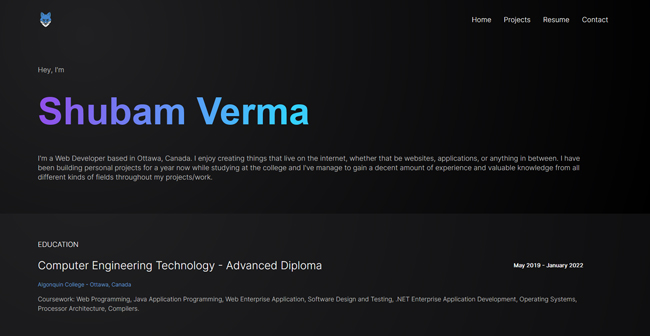 Home Projects Resume Contact
Hey, I'm
Shubam Verma
I'm a Web Developer based in Ottawa, Canada. I enjoy creating things that live on the internet, whether that be websites, applications, or anything in between. I have
been building personal projects for a year now while studying at the college and I've manage to gain a decent amount of experience and valuable knowledge from all
different kinds of fields throughout my projects/work.
EDUCATION
Computer Engineering Technology - Advanced Diploma
May 2019 - January 2022
Algonquin College - Ottawa, Canada
Coursework: Web Programming, Java Application Programming, Web Enterprise Application, Software Design and Testing, .NET Enterprise Application Development, Operating Systems,
Processor Architecture, Compilers.